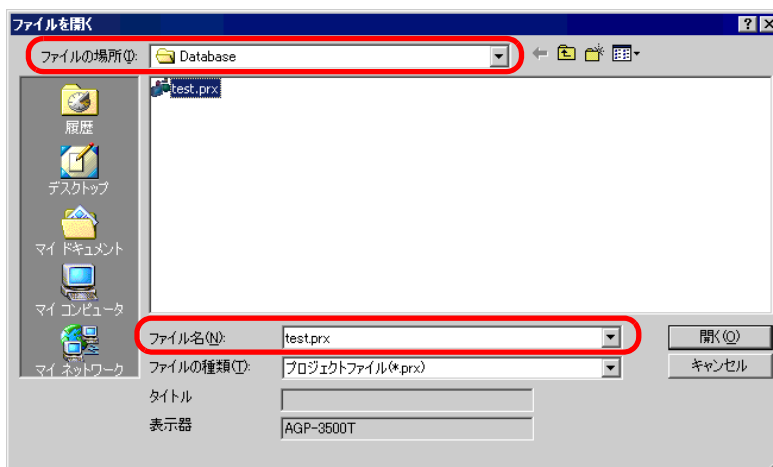 ファイルを開く
ファイルの場所(I): Database
test.prx
履歴
デスクトップ
マイ ドキュメント
マイ コンピュータ
マイ ネットワーク
ファイル名(N): test.prx 開く(O)
ファイルの種類(T): プロジェクトファイル(*.prx) キャンセル
タイトル
表示器 AGP-3500T